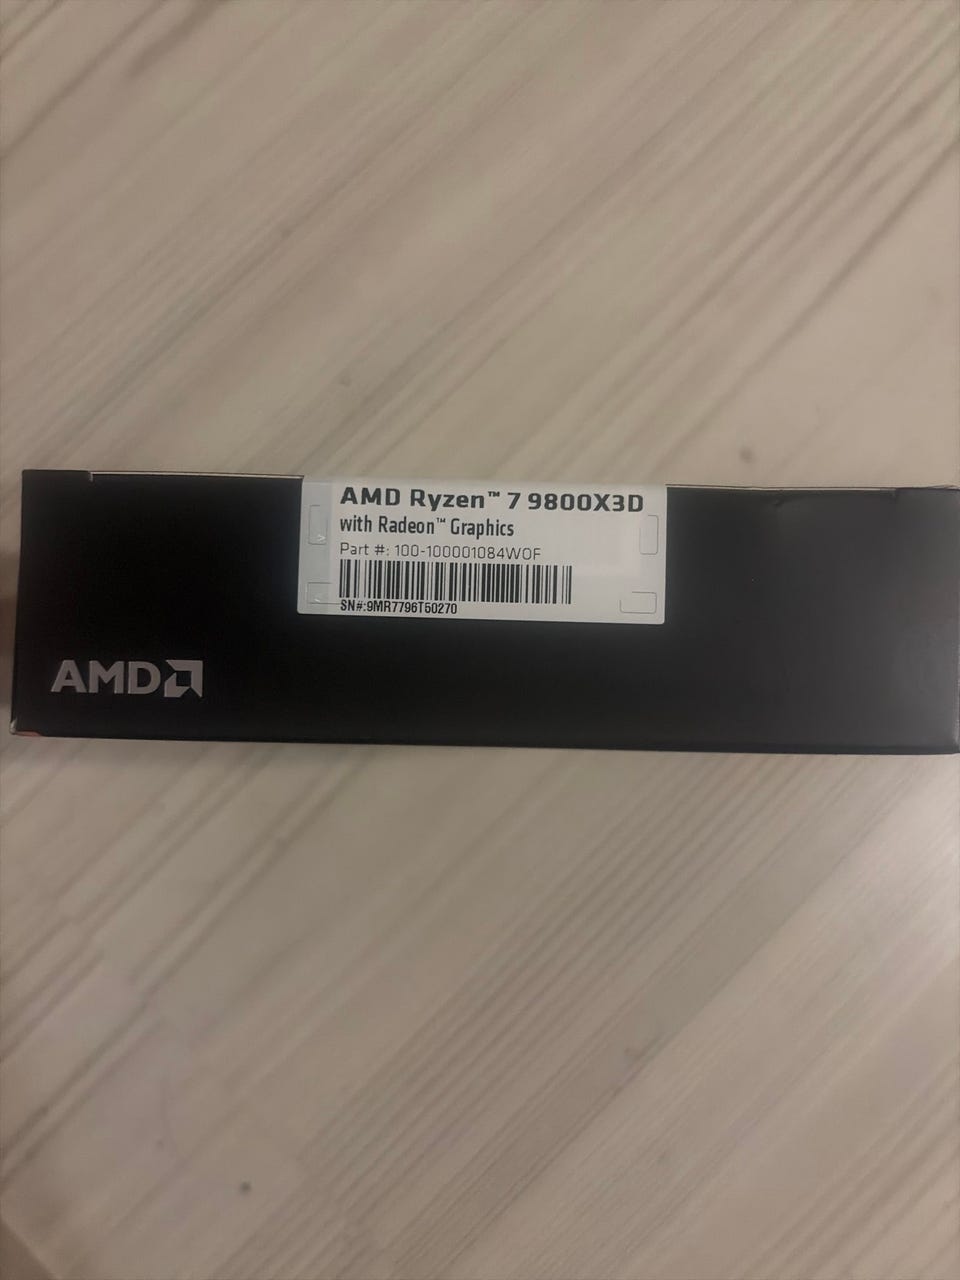 AMD Ryzen™ 7 9800X3D
with Radeon™ Graphics
Part #: 100-100001084WOF
SN#:9MR7796T50270
AMD